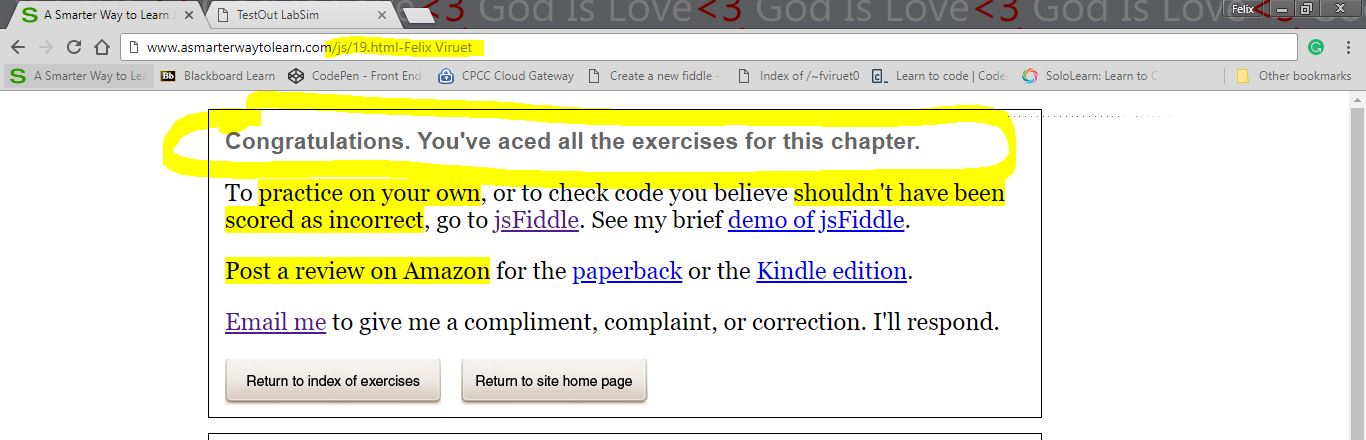 God Is Love<3 God Is Love<3 God Is Love<3
A Smarter Way to Learn
TestOut LabSim
Felix
www.asmarterwaytolearn.com/js/19.html-Felix Viruet
A Smarter Way to Lea
Blackboard Learn
CodePen - Front End
CPCC Cloud Gateway
Create a new fiddle -
Index of /~fviruet0
Learn to code | Code
SoloLearn: Learn to C
Other bookmarks
Congratulations. You've aced all the exercises for this chapter.
To practice on your own, or to check code you believe shouldn't have been
scored as incorrect, go to jsFiddle. See my brief demo of jsFiddle.
Post a review on Amazon for the paperback or the Kindle edition.
Email me to give me a compliment, complaint, or correction. I'll respond.
Return to index of exercises
Return to site home page